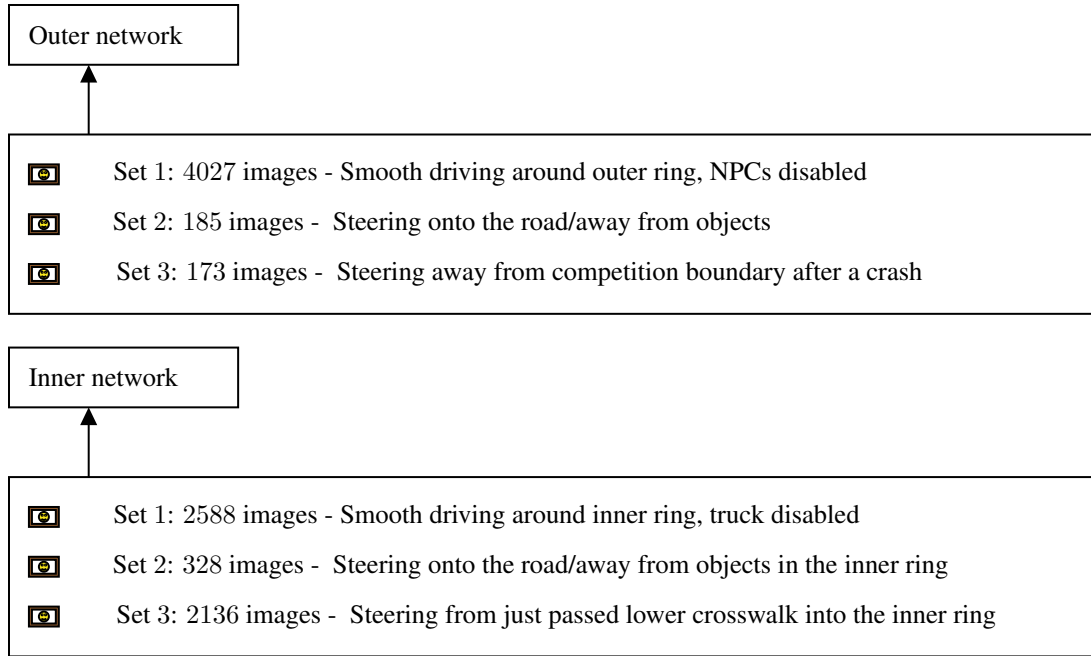 Outer network
Set 1: 4027 images - Smooth driving around outer ring, NPCs disabled
Set 2: 185 images - Steering onto the road/away from objects
Set 3: 173 images - Steering away from competition boundary after a crash
Inner network
Set 1: 2588 images - Smooth driving around inner ring, truck disabled
Set 2: 328 images - Steering onto the road/away from objects in the inner ring
Set 3: 2136 images - Steering from just passed lower crosswalk into the inner ring